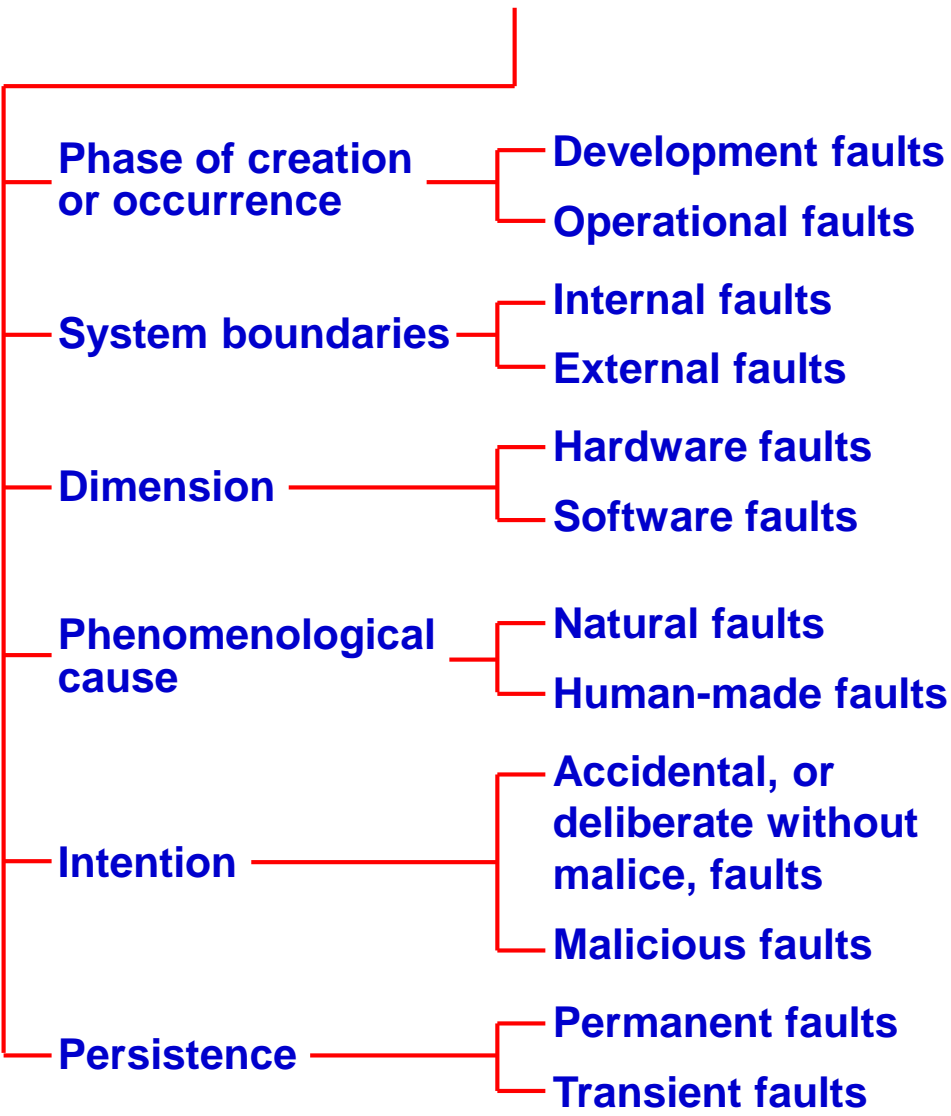 Phase of creation
or occurrence
Development faults
Operational faults
System boundaries
Internal faults
External faults
Dimension
Hardware faults
Software faults
Phenomenological
cause
Natural faults
Human-made faults
Intention
Accidental, or
deliberate without
malice, faults
Malicious faults
Persistence
Permanent faults
Transient faults